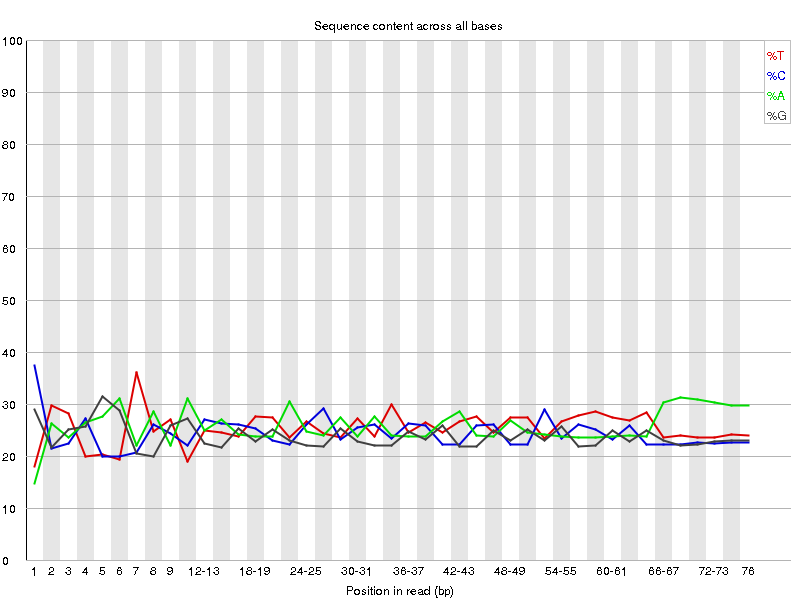 Sequence content across all bases
100
90
80
70
60
50
40
30
20
10
0
%T
%C
%A
%G
1 2 3 4 5 6 7 8 9 12-13 18-19 24-25 30-31 36-37 42-43 48-49 54-55 60-61 66-67 72-73 76
Position in read (bp)